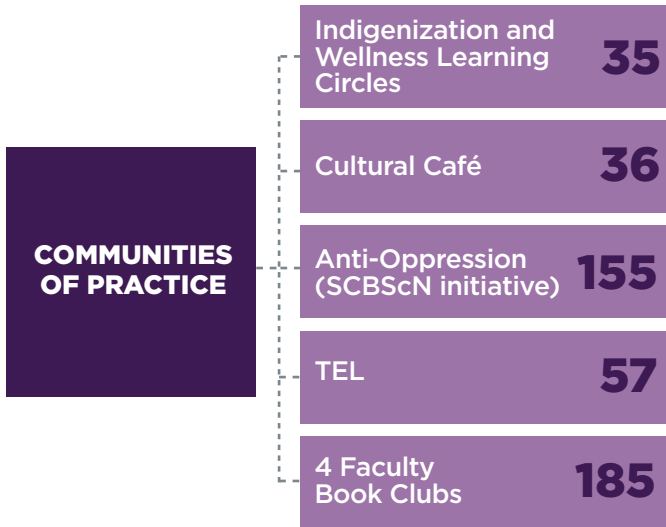 COMMUNITIES
OF PRACTICE
Indigenization and
Wellness Learning
Circles
35
Cultural Café
36
Anti-Oppression
(SCBScN initiative)
155
TEL
57
4 Faculty
Book Clubs
185